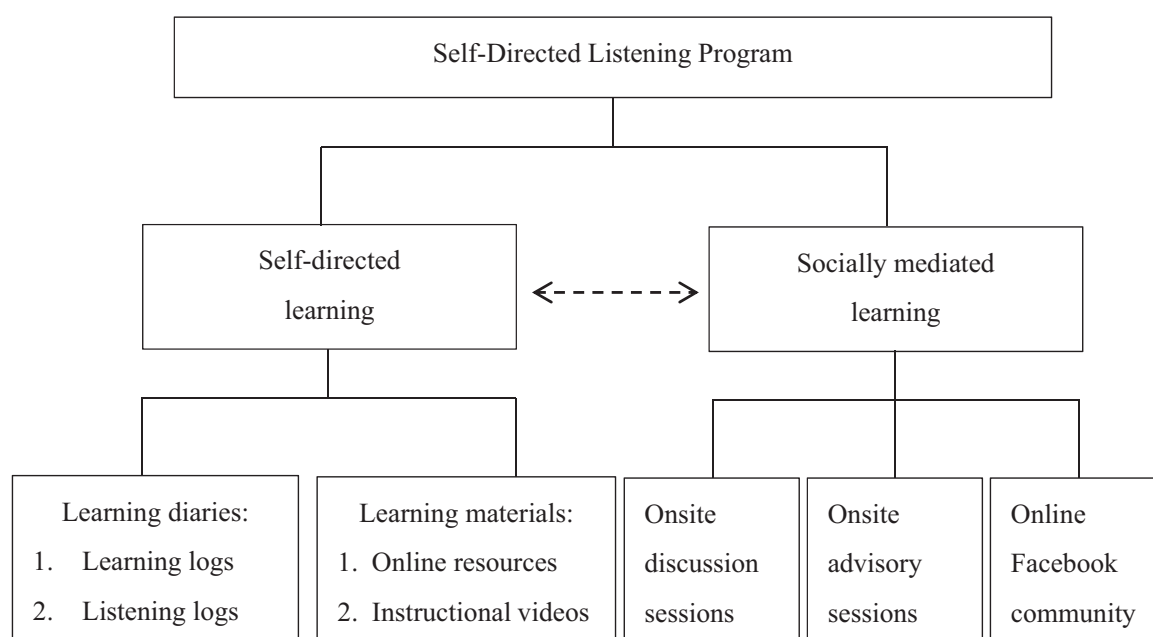 Self-Directed Listening Program
Self-directed
learning
Socially mediated
learning
Learning diaries:
1. Learning logs
2. Listening logs
Learning materials:
1. Online resources
2. Instructional videos
Onsite
discussion
sessions
Onsite
advisory
sessions
Online
Facebook
community